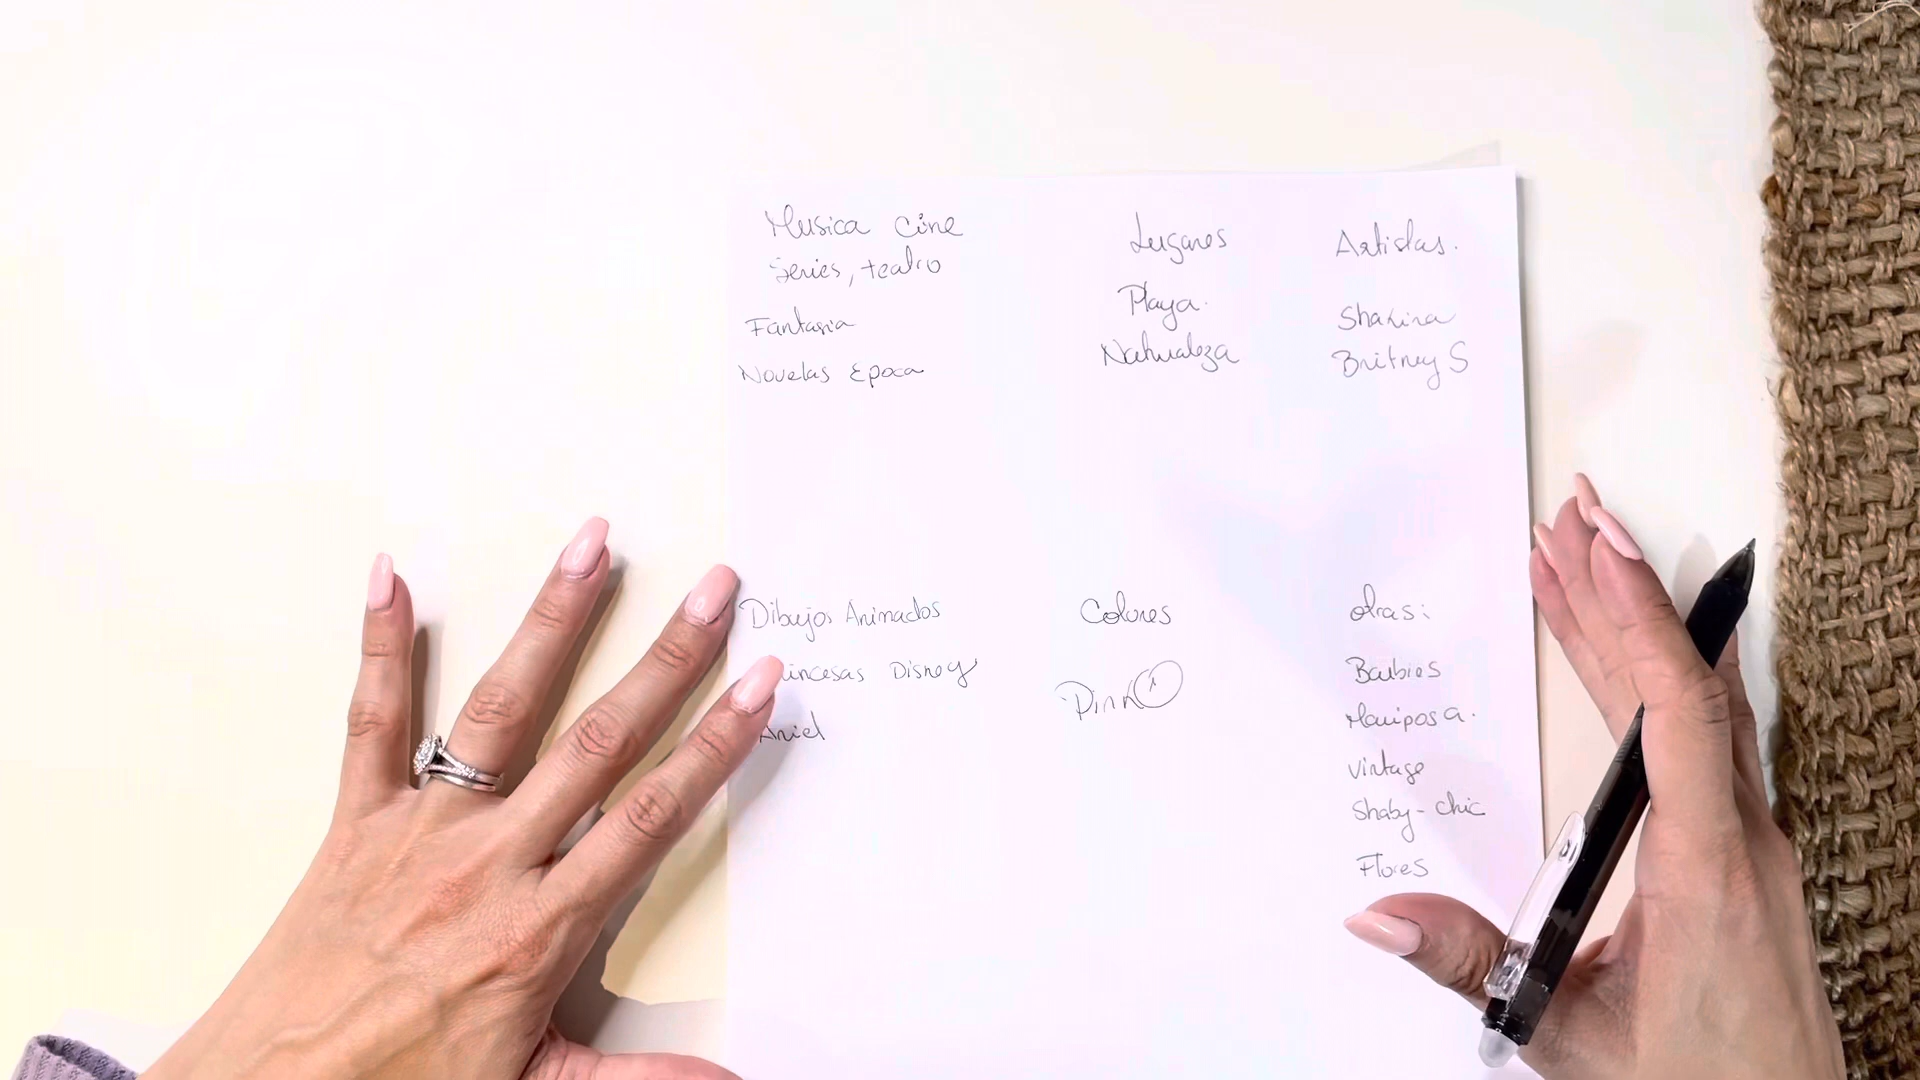 Musica Cine
Series, teatro
Fantasia
Novelas Epoca
Lugares
Playa.
Naturaleza
Artistas.
Shakira
Britney S
Dibujos Animados
incesas Disney
Ariel
Colores
Pink
otras:
Barbies
Mariposa.
vintage
Shaby-chic
Flores